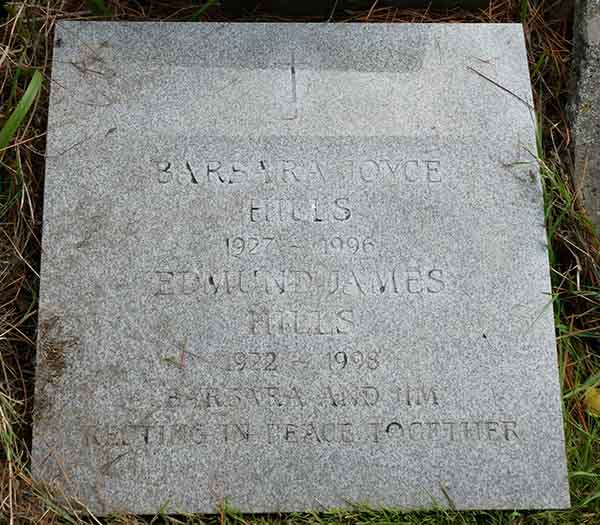 BARBARA JOYCE
HILLS
1927 - 1996
EDMUND JAMES
HILLS
1922 - 1998
BARBARA AND JIM
RESTING IN PEACE TOGETHER